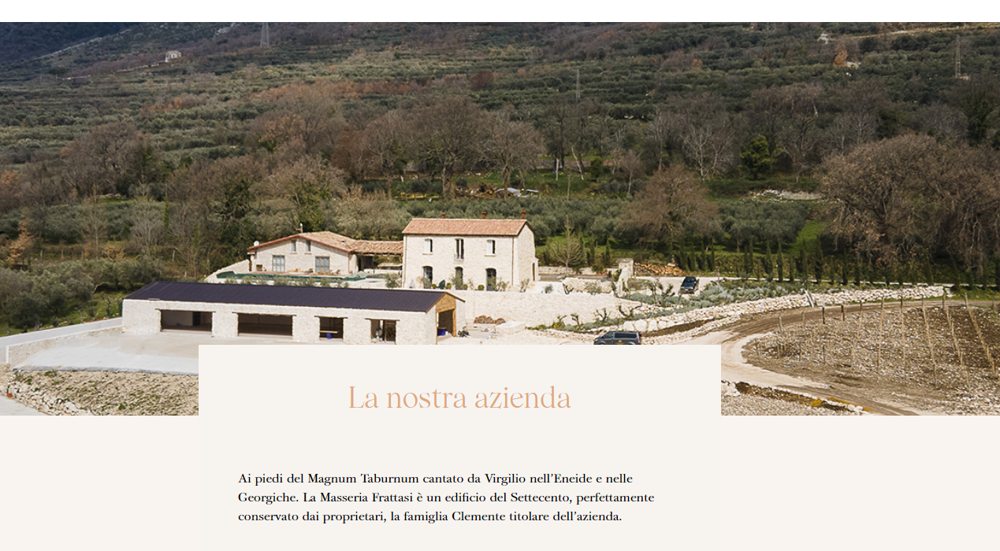 La nostra azienda
Ai piedi del Magnum Taburnum cantato da Virgilio nell’Eneide e nelle
Georgiche. La Masseria Frattasi è un edificio del Settecento, perfettamente
conservato dai proprietari, la famiglia Clemente titolare dell’azienda.